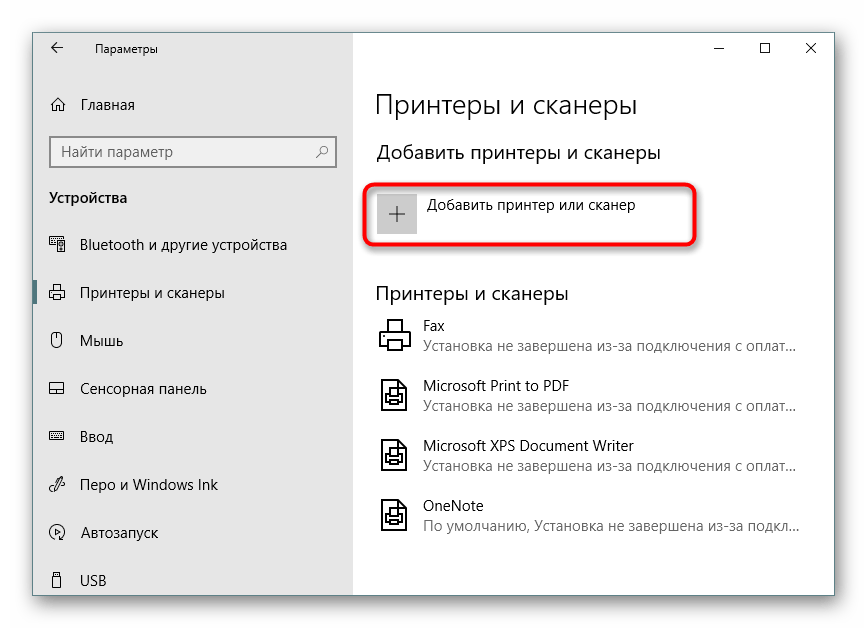 Параметры
Главная
Найти параметр
Устройства
Bluetooth и другие устройства
Принтеры и сканеры
Мышь
Сенсорная панель
Ввод
Перо и Windows Ink
Автозапуск
USB
Принтеры и сканеры
Добавить принтеры и сканеры
Добавить принтер или сканер
Принтеры и сканеры
Fax
Установка не завершена из-за подключения с оплат...
Microsoft Print to PDF
Установка не завершена из-за подключения с оплат...
Microsoft XPS Document Writer
Установка не завершена из-за подключения с оплат...
OneNote
По умолчанию, Установка не завершена из-за подкл...